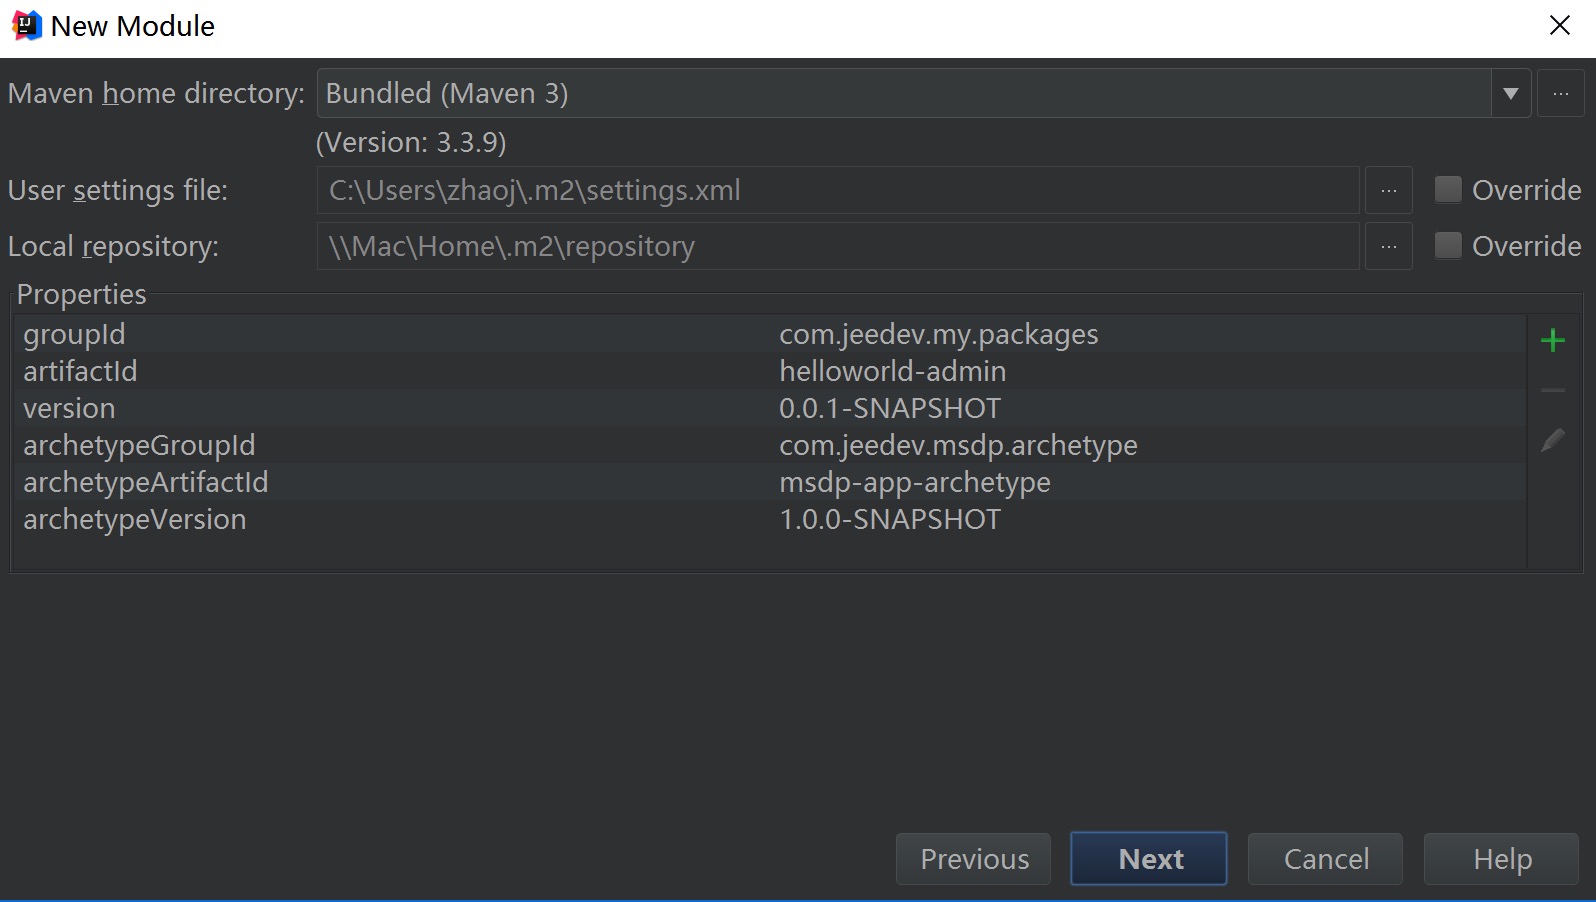 New Module
Maven home directory: Bundled (Maven 3) ...
(Version: 3.3.9)
User settings file: C:\Users\zhaoj\.m2\settings.xml ... Override
Local repository: \\Mac\Home\.m2\repository ... Override
Properties
groupId com.jeedev.my.packages
artifactId helloworld-admin
version 0.0.1-SNAPSHOT
archetypeGroupId com.jeedev.msdp.archetype
archetypeArtifactId msdp-app-archetype
archetypeVersion 1.0.0-SNAPSHOT
Previous Next Cancel Help